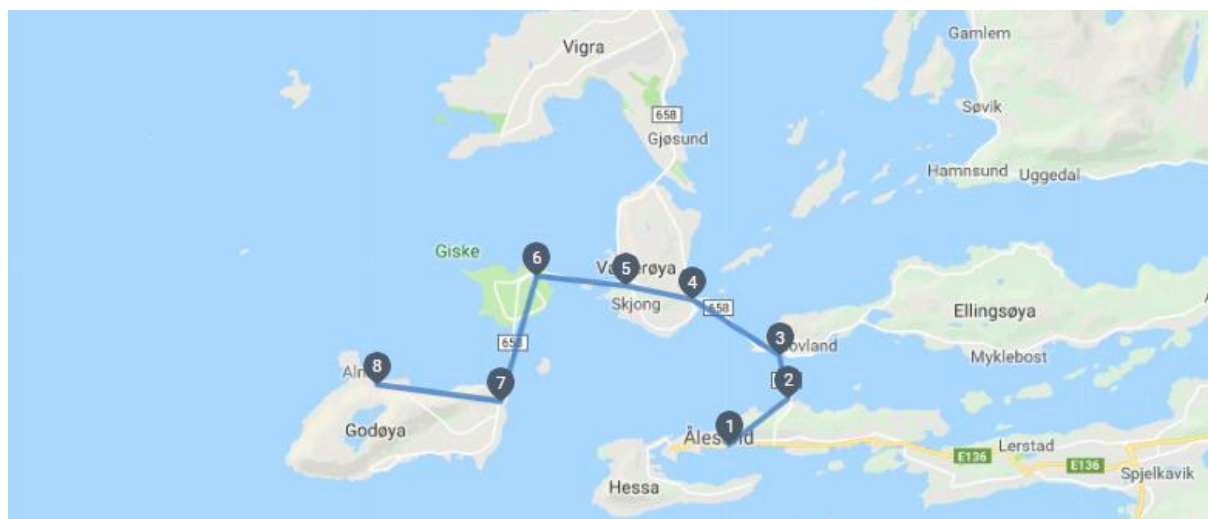 Gamlem
Vigra
Søvik
658
Gjøsund
Hamnsund
Uggedal
Giske
6
5
4
Skjong
658
Ellingsøya
3
Myklebost
658
8
7
2
1
Godøya
Lerstad
E136
E136
Spjelkavik
Hessa